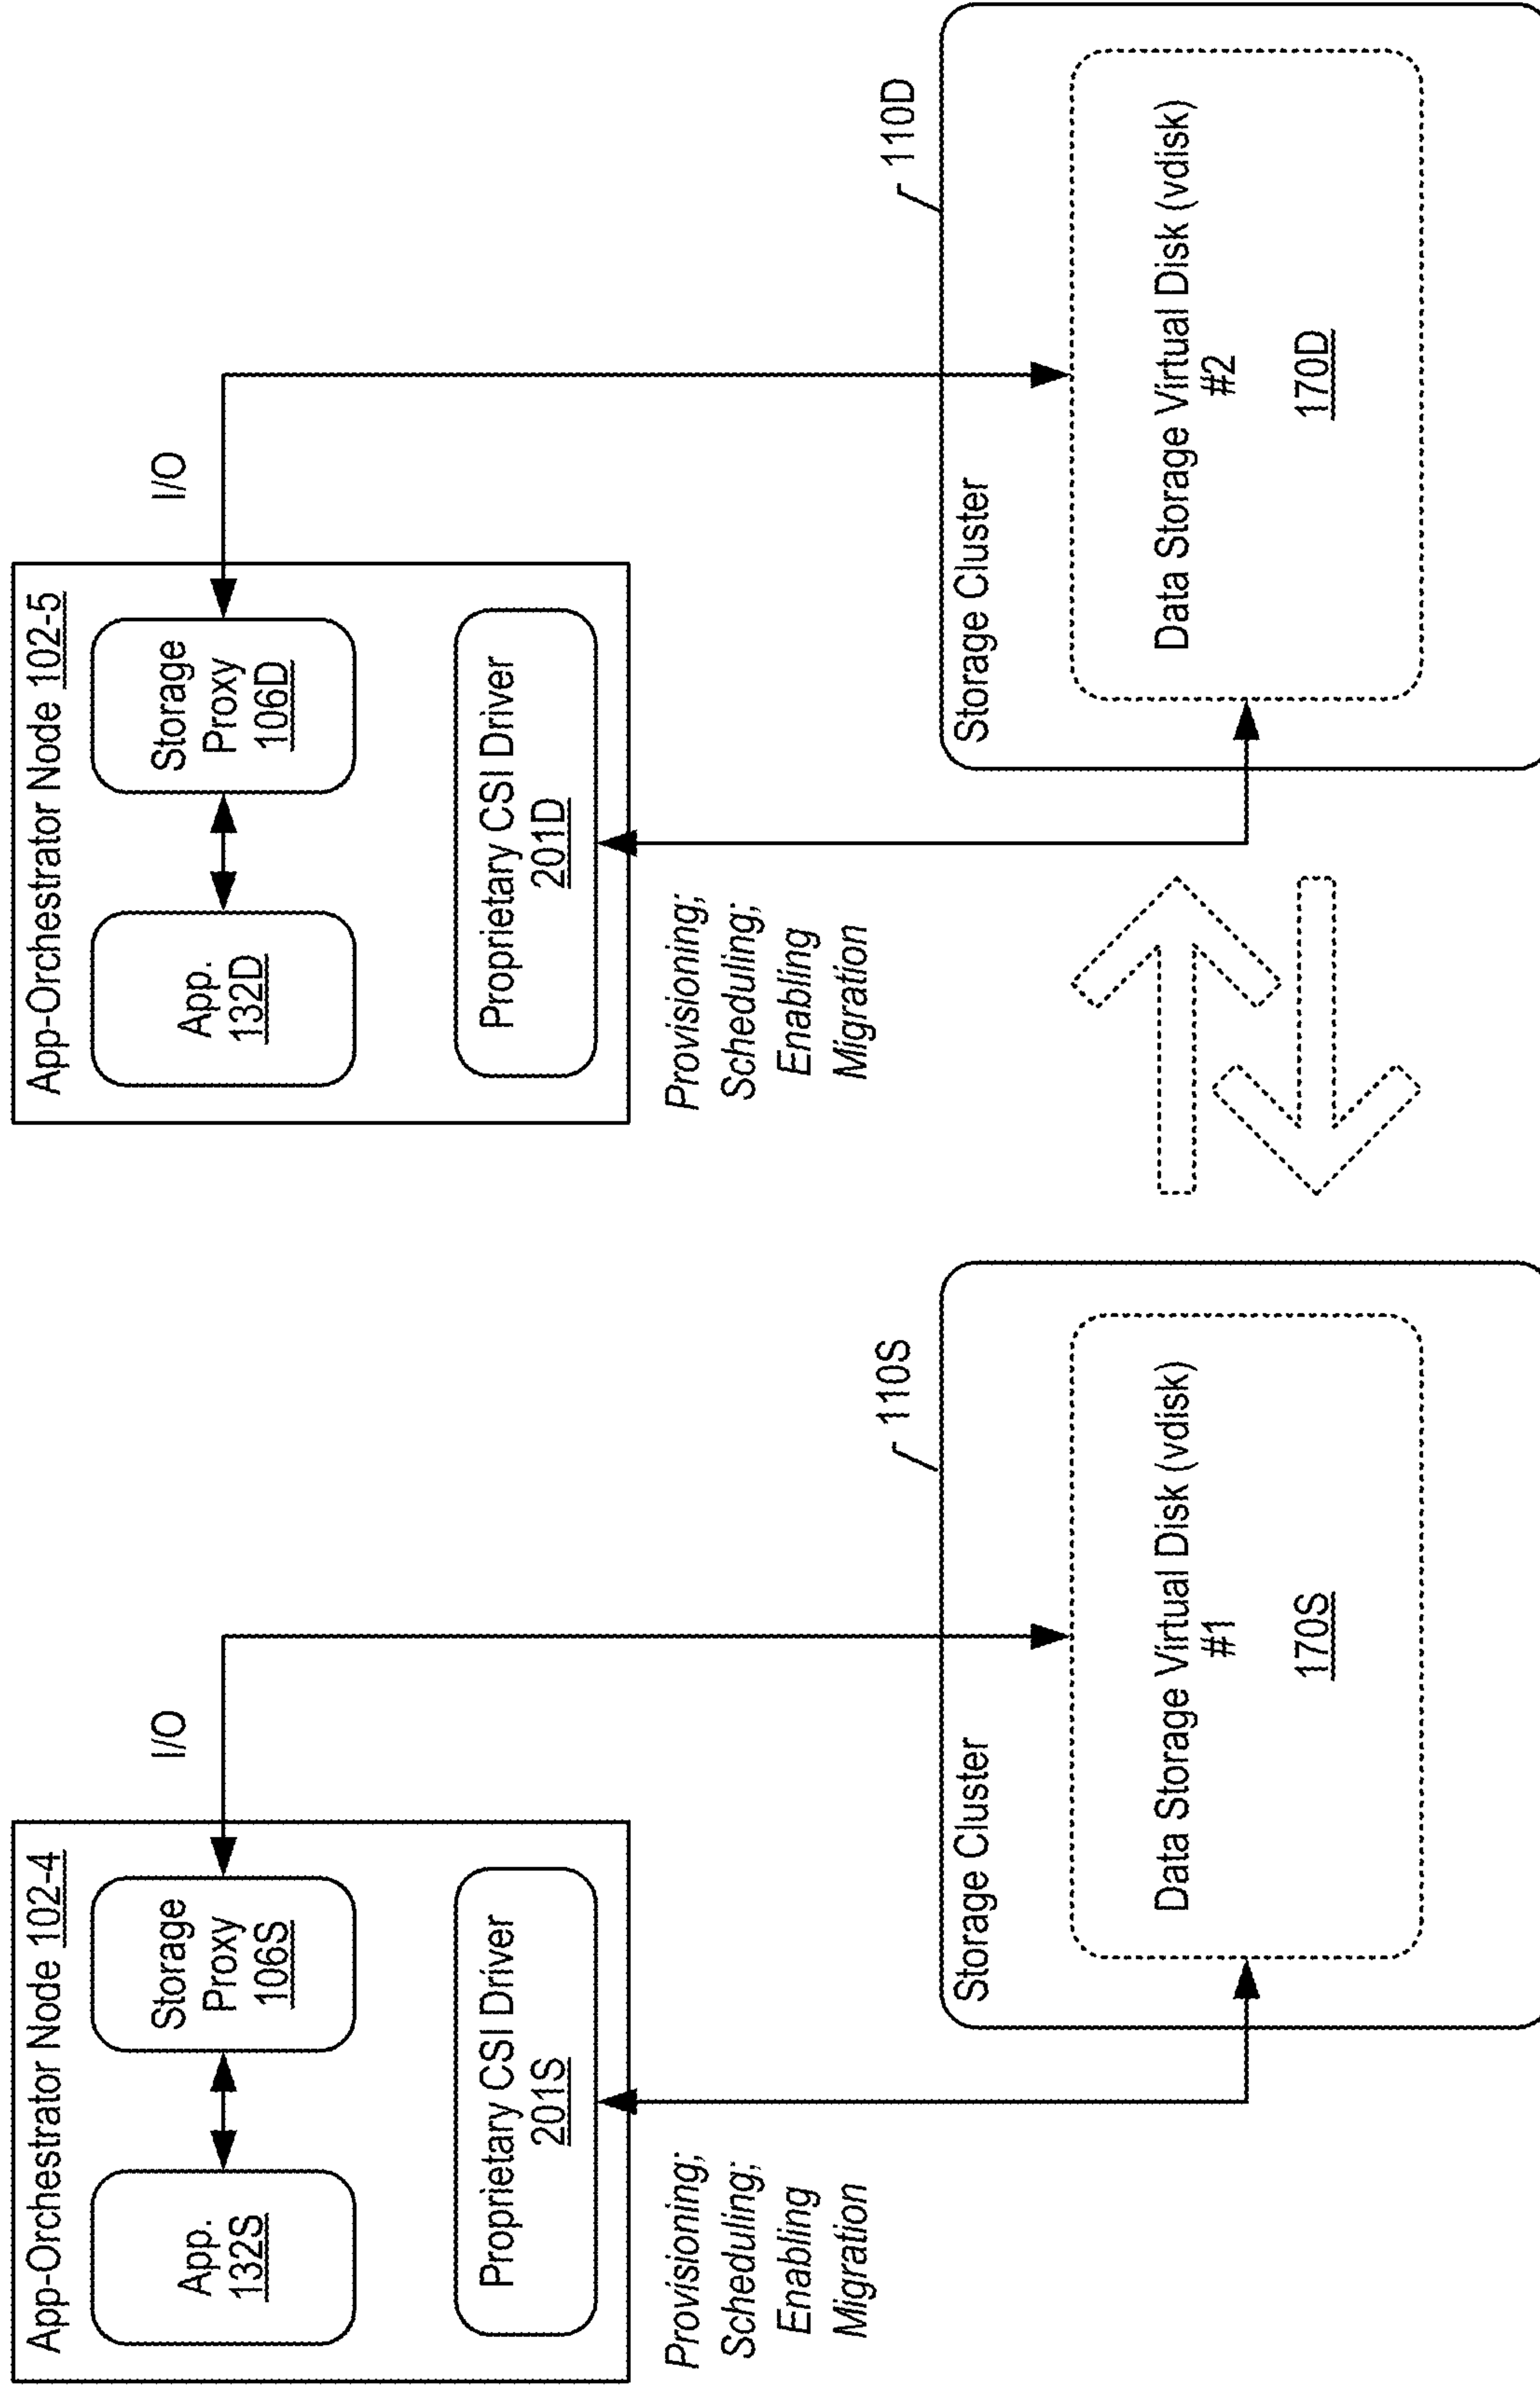 App-Orchestrator Node 102-4
App.
132S
Storage
Proxy
106S
I/O
Proprietary CSI Driver
201S
Provisioning;
Scheduling;
Enabling
Migration
110S
Storage Cluster
Data Storage Virtual Disk (vdisk)
#1
170S
App-Orchestrator Node 102-5
App.
132D
Storage
Proxy
106D
I/O
Proprietary CSI Driver
201D
Provisioning;
Scheduling;
Enabling
Migration
110D
Storage Cluster
Data Storage Virtual Disk (vdisk)
#2
170D